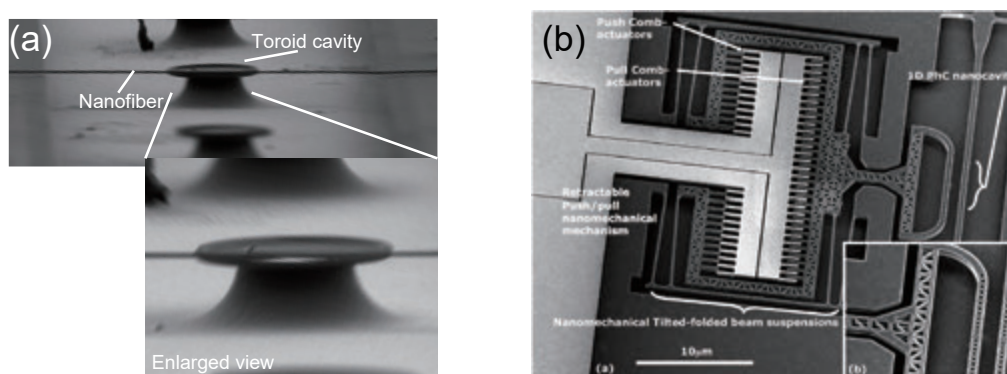 (a)
Toroid cavity
Nanofiber
Enlarged view
(b)
Push Comb-
actuators
Pull Comb-
actuators
1D PhC nanocavity
Retractable
Push/pull
nanomechanical
mechanism
Nanomechanical Tilted-folded beam suspensions
10μm
(a)
(b)